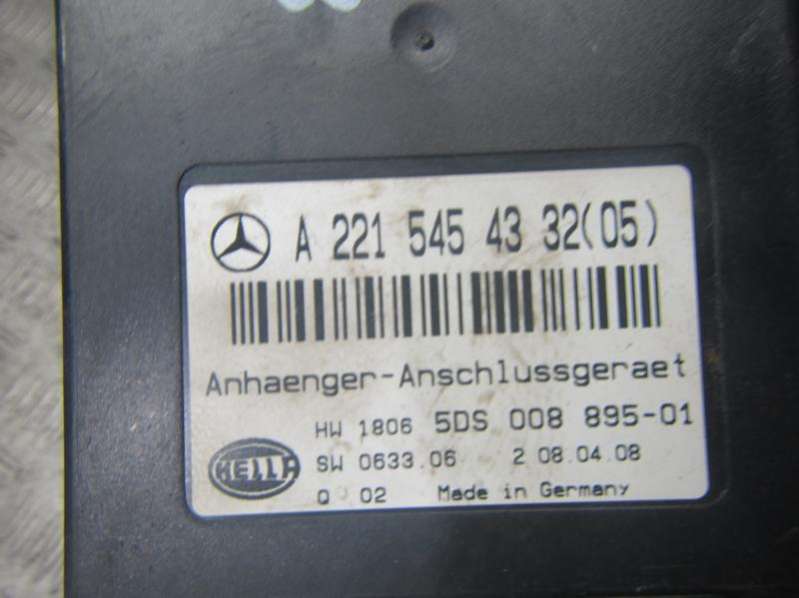 A 221 545 43 32(05)
Anhaenger-Anschlussgeraet
HW 1806 5DS 008 895-01
HELLA
SW 0633.06 2 08.04.08
Q 02 Made in Germany